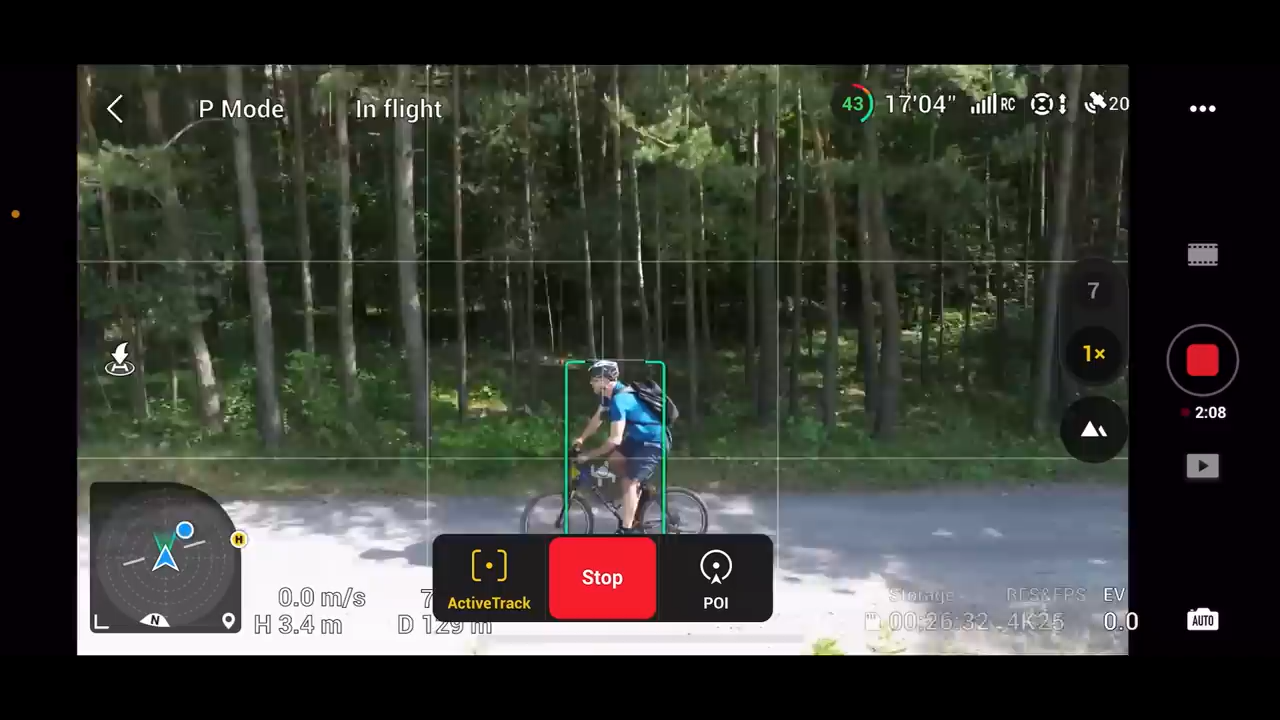 P Mode
In flight
43
17'04"
RC
20
7
1×
2:08
H
N
0.0 m/s
H 3.4 m
D 129 m
ActiveTrack
Stop
POI
Storage
RES&FPS
EV
00:26:32
4K25
0.0
AUTO